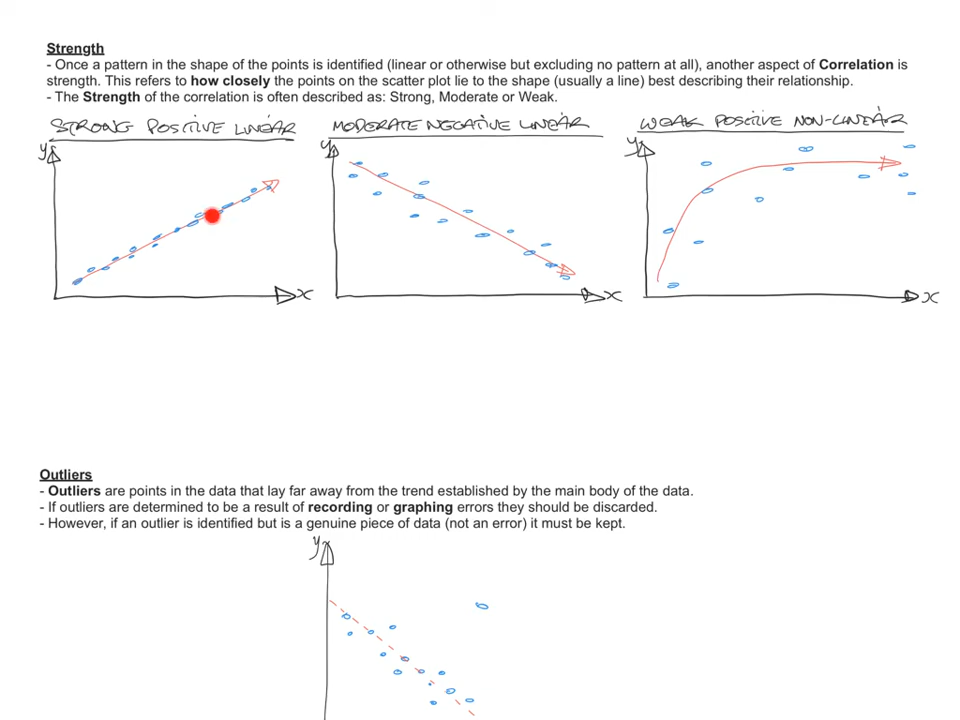 Strength
- Once a pattern in the shape of the points is identified (linear or otherwise but excluding no pattern at all), another aspect of Correlation is
strength. This refers to how closely the points on the scatter plot lie to the shape (usually a line) best describing their relationship.
- The Strength of the correlation is often described as: Strong, Moderate or Weak.
STRONG POSITIVE LINEAR
MODERATE NEGATIVE LINEAR
WEAK POSITIVE NON-LINEAR
y
y
y
x
x
x
Outliers
- Outliers are points in the data that lay far away from the trend established by the main body of the data.
- If outliers are determined to be a result of recording or graphing errors they should be discarded.
- However, if an outlier is identified but is a genuine piece of data (not an error) it must be kept.
y